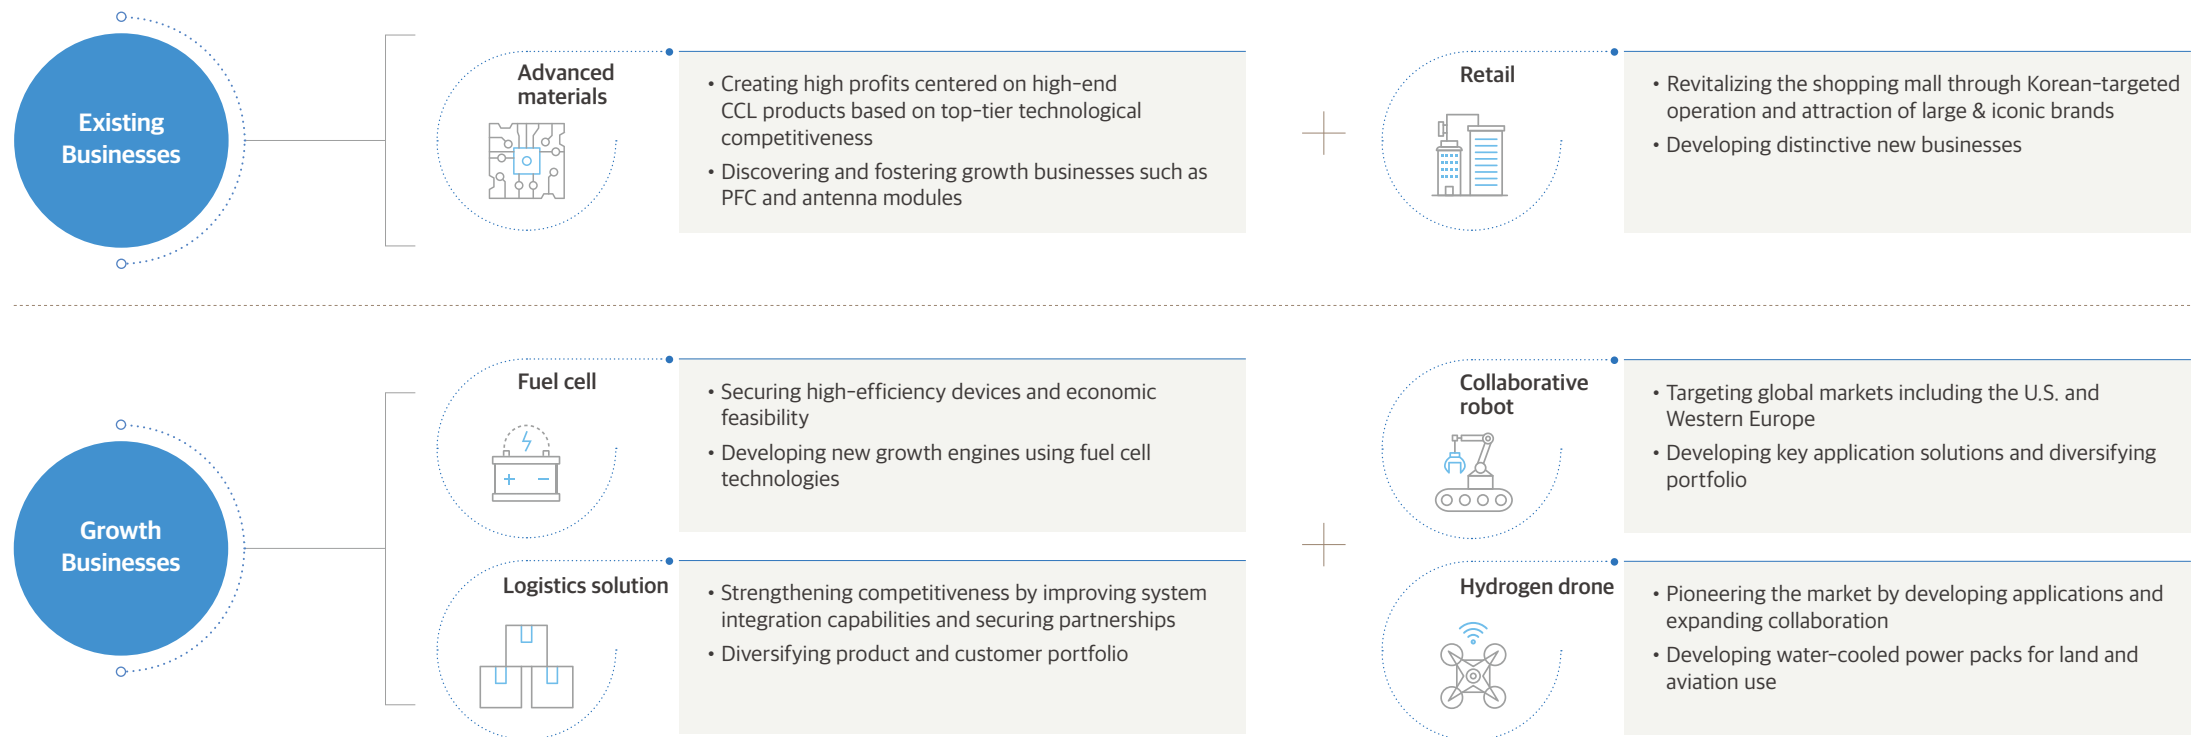 Existing
Businesses
Advanced
materials
• Creating high profits centered on high-end
CCL products based on top-tier technological
competitiveness
• Discovering and fostering growth businesses such as
PFC and antenna modules
Retail
• Revitalizing the shopping mall through Korean-targeted
operation and attraction of large & iconic brands
• Developing distinctive new businesses
Growth
Businesses
Fuel cell
• Securing high-efficiency devices and economic
feasibility
• Developing new growth engines using fuel cell
technologies
Collaborative
robot
• Targeting global markets including the U.S. and
Western Europe
• Developing key application solutions and diversifying
portfolio
Logistics solution
• Strengthening competitiveness by improving system
integration capabilities and securing partnerships
• Diversifying product and customer portfolio
Hydrogen drone
• Pioneering the market by developing applications and
expanding collaboration
• Developing water-cooled power packs for land and
aviation use